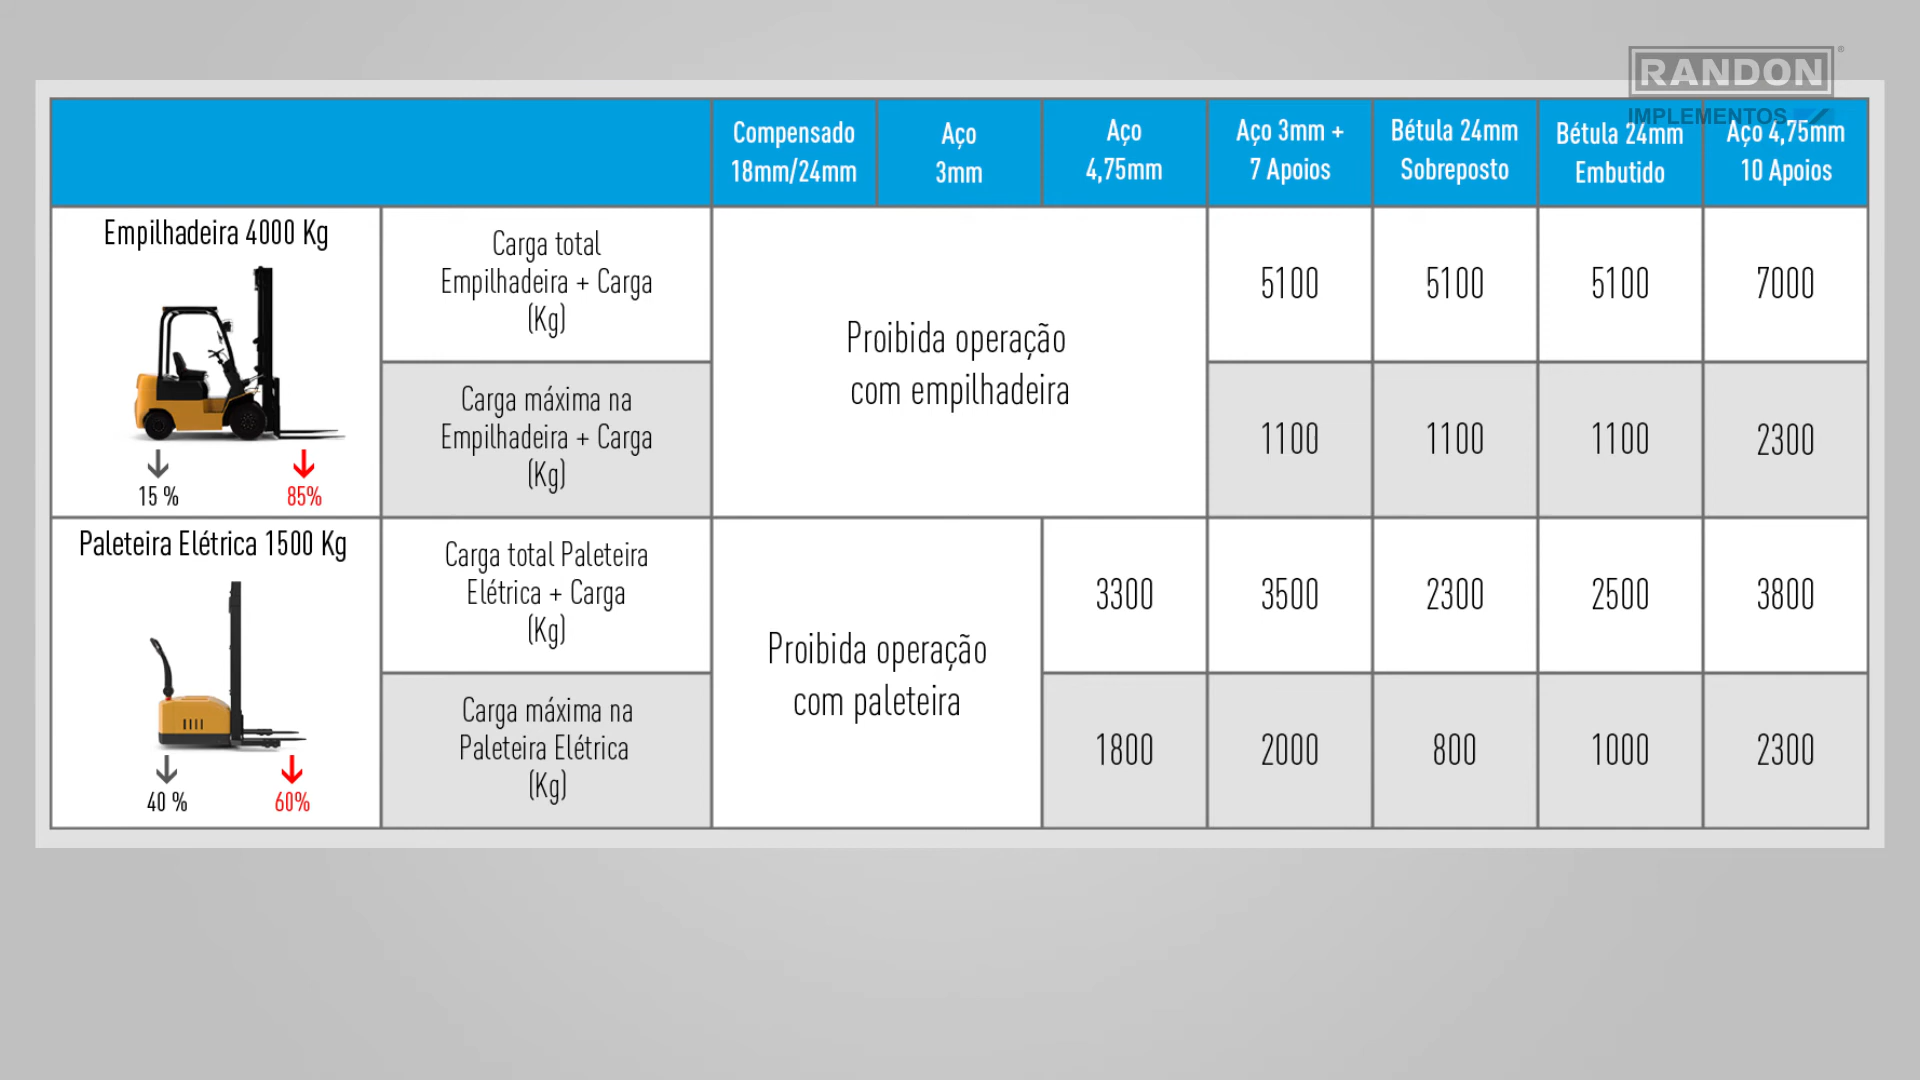 RANDON
IMPLEMENTOS
Compensado
18mm/24mm
Aço
3mm
Aço
4,75mm
Aço 3mm +
7 Apoios
Bétula 24mm
Sobreposto
Bétula 24mm
Embutido
Aço 4,75mm
10 Apoios
Empilhadeira 4000 Kg
15 %
85%
Carga total
Empilhadeira + Carga
(Kg)
Proibida operação
com empilhadeira
5100
5100
5100
7000
Carga máxima na
Empilhadeira + Carga
(Kg)
1100
1100
1100
2300
Paleteira Elétrica 1500 Kg
40 %
60%
Carga total Paleteira
Elétrica + Carga
(Kg)
Proibida operação
com paleteira
3300
3500
2300
2500
3800
Carga máxima na
Paleteira Elétrica
(Kg)
1800
2000
800
1000
2300